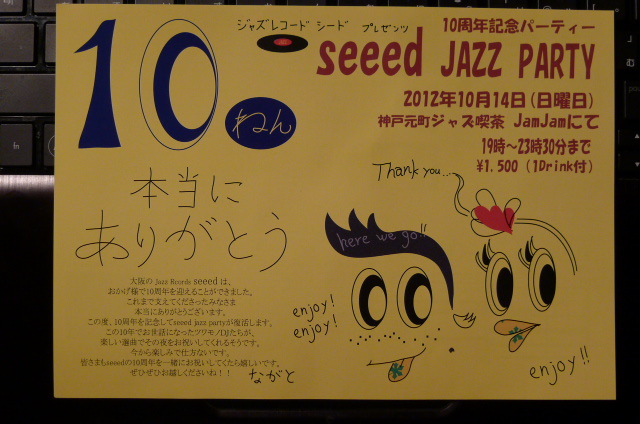 ジャズレコード シード プレゼンツ
10周年記念パーティー
seeed JAZZ PARTY
2012年10月14日(日曜日)
神戸元町ジャズ喫茶 JamJamにて
19時〜23時30分まで
¥1.500 (1Drink付)
10
ねん
本当に
ありがとう
Thank you...
here we go!!
enjoy!
enjoy!
enjoy!!
大阪の Jazz Records seeed は、
おかげ様で10周年を迎えることができました。
これまで支えてくださったみなさま
本当にありがとうございます。
この度、10周年を記念してseeed jazz partyが復活します。
この10年でお世話になったツワモノDJたちが、
楽しい選曲でその夜をお祝いしてくれるそうです。
今から楽しみで仕方ないです。
皆さまもseeedの10周年を一緒にお祝いしてくたら嬉しいです。
ぜひぜひお越しくださいね！！
ながと